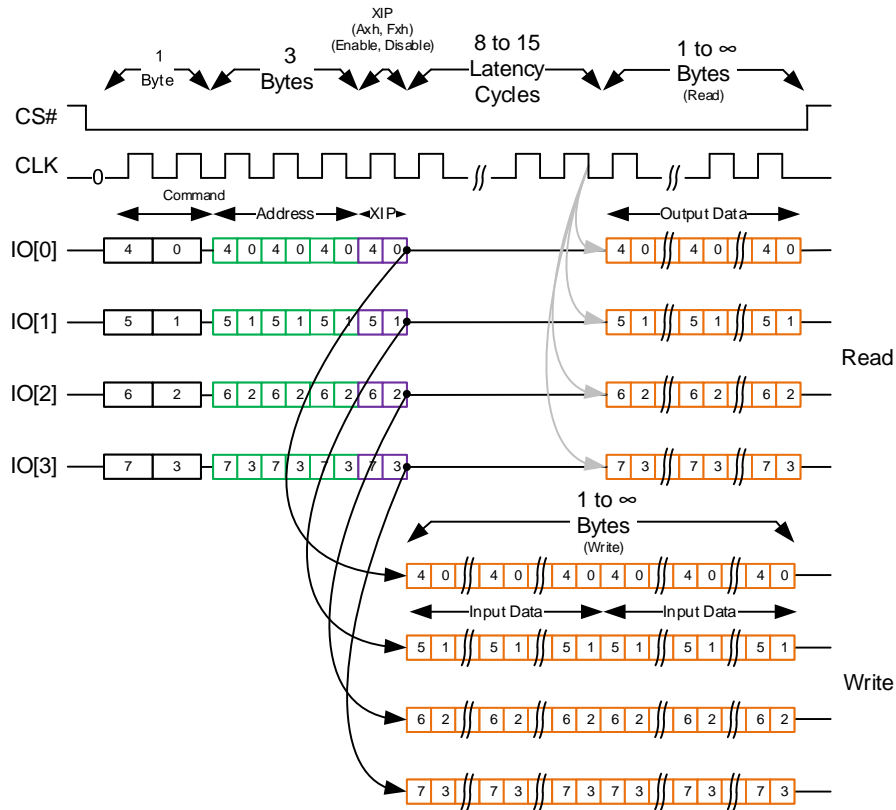 XIP
(Axh, Fxh)
(Enable, Disable)
1
Byte
3
Bytes
8 to 15
Latency
Cycles
1 to ∞
Bytes
(Read)
CS#
CLK
0
Command
Address
XIP
Output Data
IO[0] 4 0 4 0 4 0 4 0 4 0 4 0 4 0 4 0
IO[1] 5 1 5 1 5 1 5 1 5 1 5 1 5 1 5 1
Read
IO[2] 6 2 6 2 6 2 6 2 6 2 6 2 6 2 6 2
IO[3] 7 3 7 3 7 3 7 3 7 3 7 3 7 3 7 3
1 to ∞
Bytes
(Write)
4 0 4 0 4 0 4 0 4 0 4 0
Input Data Input Data
5 1 5 1 5 1 5 1 5 1 5 1
Write
6 2 6 2 6 2 6 2 6 2 6 2
7 3 7 3 7 3 7 3 7 3 7 3